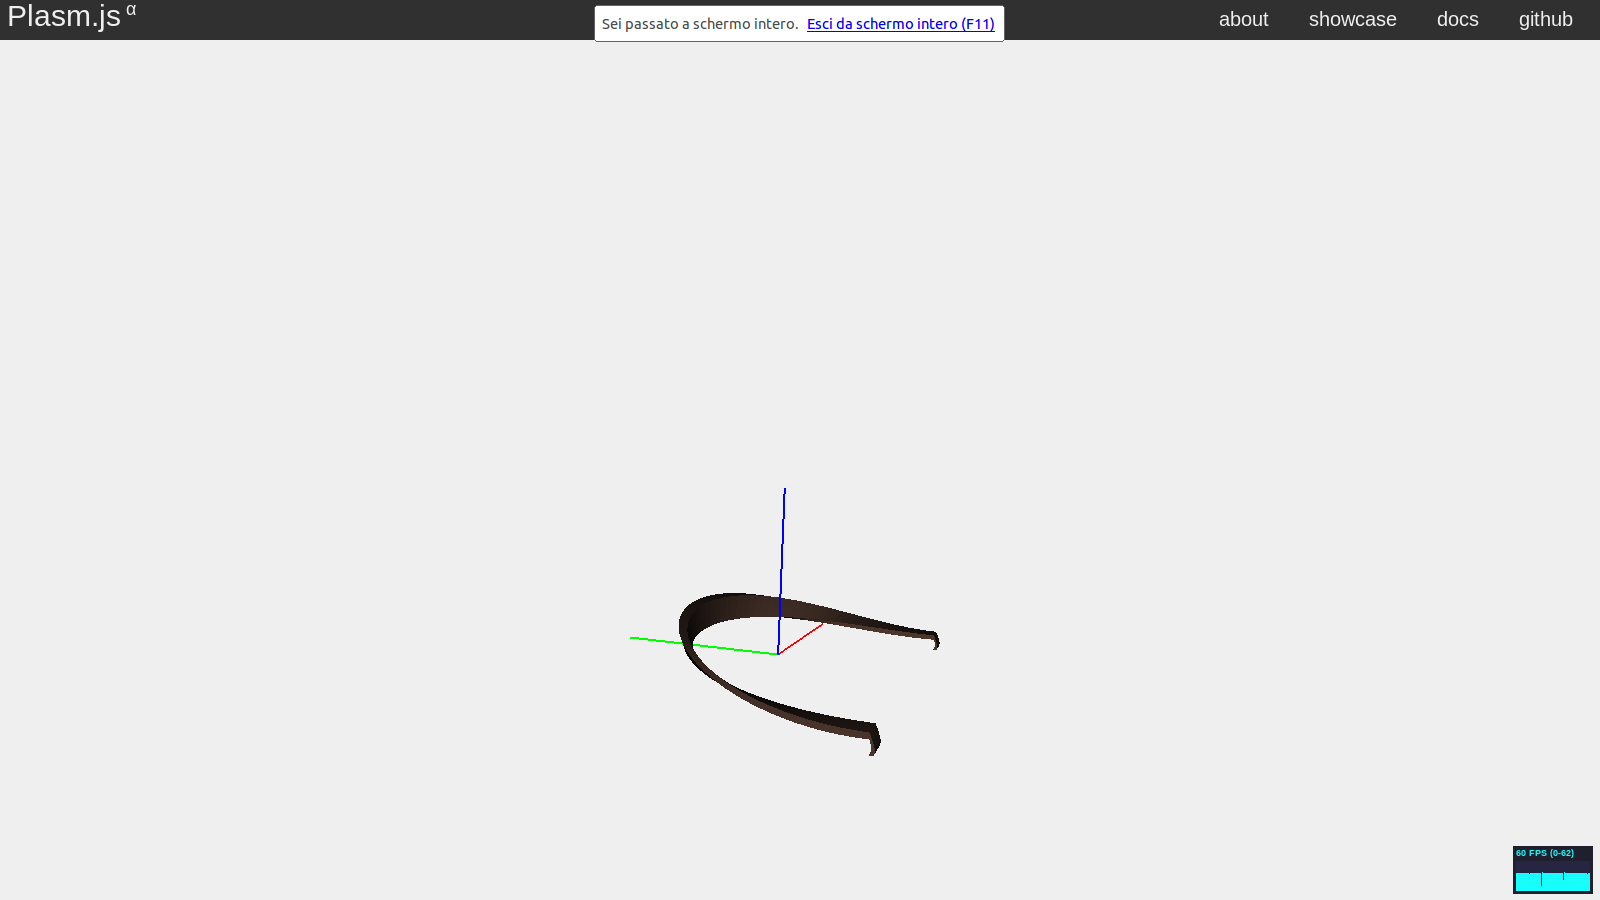 Plasm.js α
Sei passato a schermo intero. Esci da schermo intero (F11)
about showcase docs github
60 FPS (0-62)